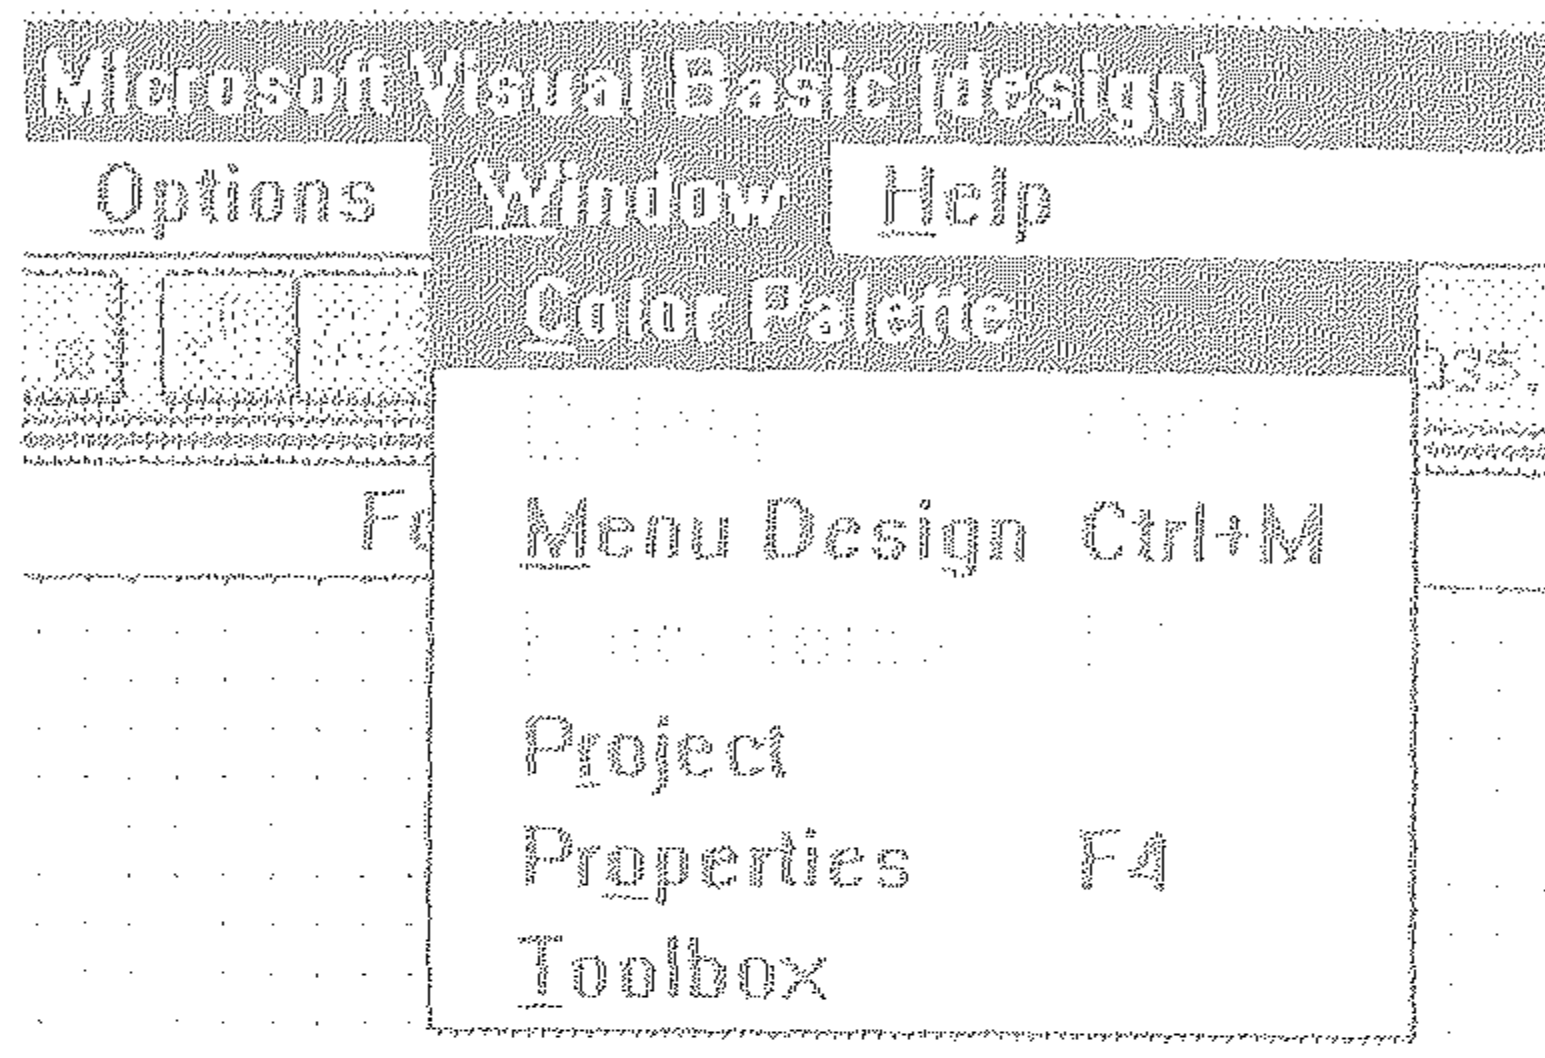 Microsoft Visual Basic [design]
Options Window Help
Color Palette
Menu Design Ctrl+M
Project
Properties F4
Toolbox